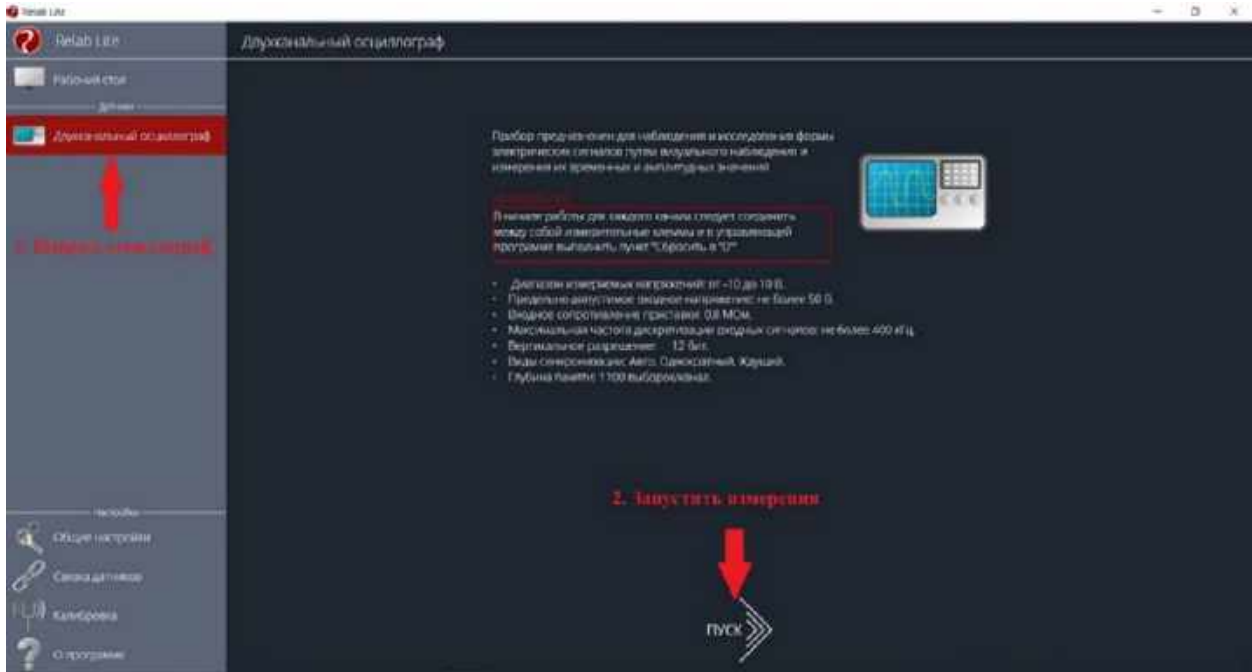 Relab Lite
Relab Lite
Двухканальный осциллограф
Рабочий стол
Датчики
Двухканальный осциллограф
Прибор предназначен для наблюдения и исследования формы
электрических сигналов путем визуального наблюдения и
измерения их временных и амплитудных значений
В начале работы для каждого канала следует соединить
между собой измерительные клеммы и в управляющей
программе выполнить пункт "Сбросить в "0""
• Диапазон измеряемых напряжений: от -10 до 10 В.
• Предельно допустимое входное напряжение: не более 50 В.
• Входное сопротивление приставки: 0,8 МОм.
• Максимальная частота дискретизации входных сигналов: не более 400 кГц.
• Вертикальное разрешение: 12 бит.
• Виды синхронизации: Авто, Однократный, Ждущий.
• Глубина памяти: 1100 выборок/канал.
2. Запустить измерения
Настройки
Общие настройки
Связка датчиков
Калибровка
О программе
ПУСК